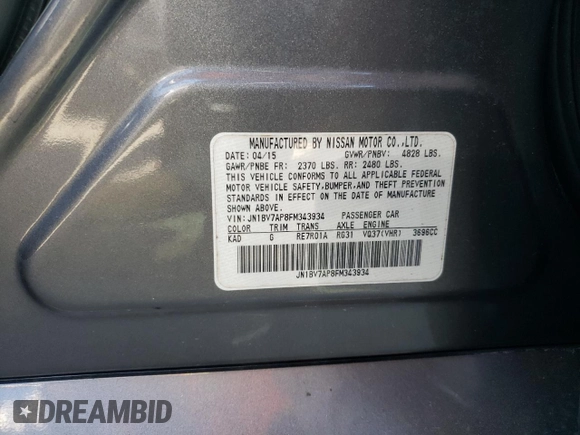 MANUFACTURED BY NISSAN MOTOR CO.,LTD.
DATE: 04/15 GVWR/PNBV: 4828 LBS.
GAWR/PNBE FR: 2370 LBS. RR: 2480 LBS.
THIS VEHICLE CONFORMS TO ALL APPLICABLE FEDERAL
MOTOR VEHICLE SAFETY,BUMPER,AND THEFT PREVENTION
STANDARDS IN EFFECT ON THE DATE OF MANUFACTURE
SHOWN ABOVE.
VIN:JN1BV7AP8FM343934 PASSENGER CAR
COLOR TRIM TRANS AXLE ENGINE
KAD G RE7R01A RG31 VQ37(VHR) 3696CC
JN1BV7AP8FM343934
DREAMBID